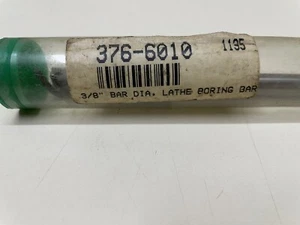 376-6010 1195
3/8" BAR DIA. LATHE BORING BAR